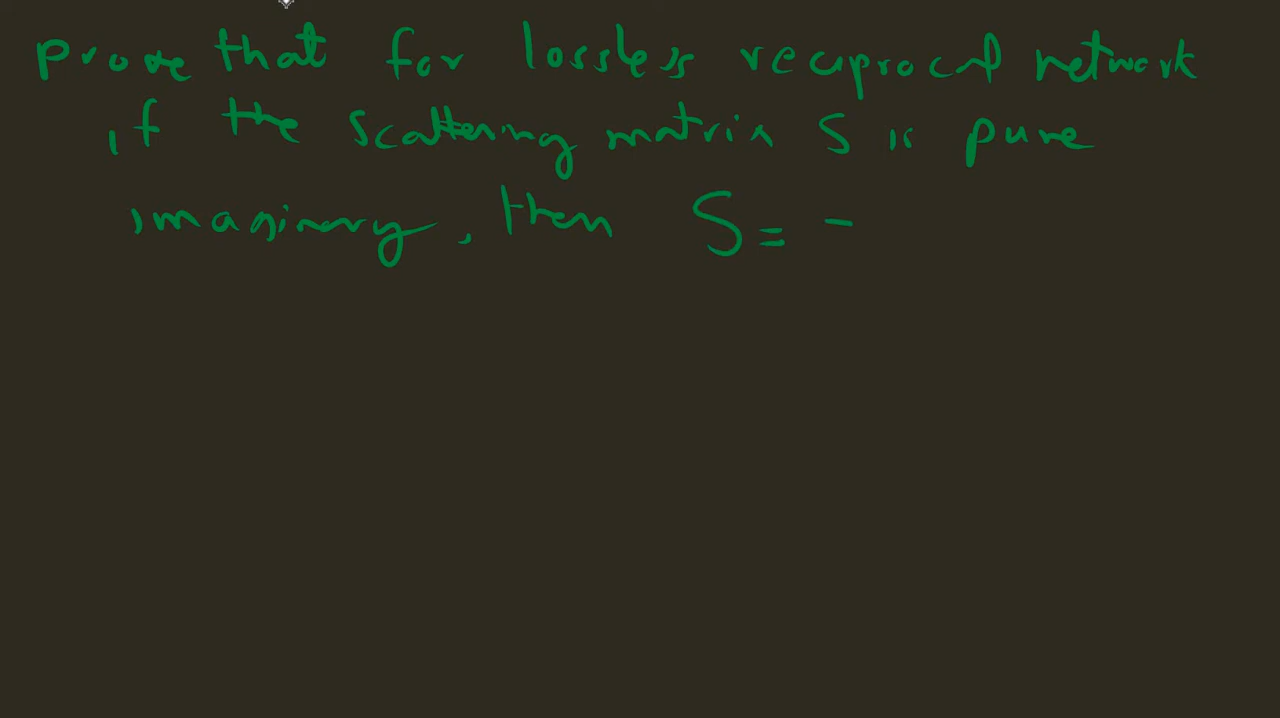 prove that for lossless reciprocal network
if the scattering matrix S is pure
imaginary, then S = -